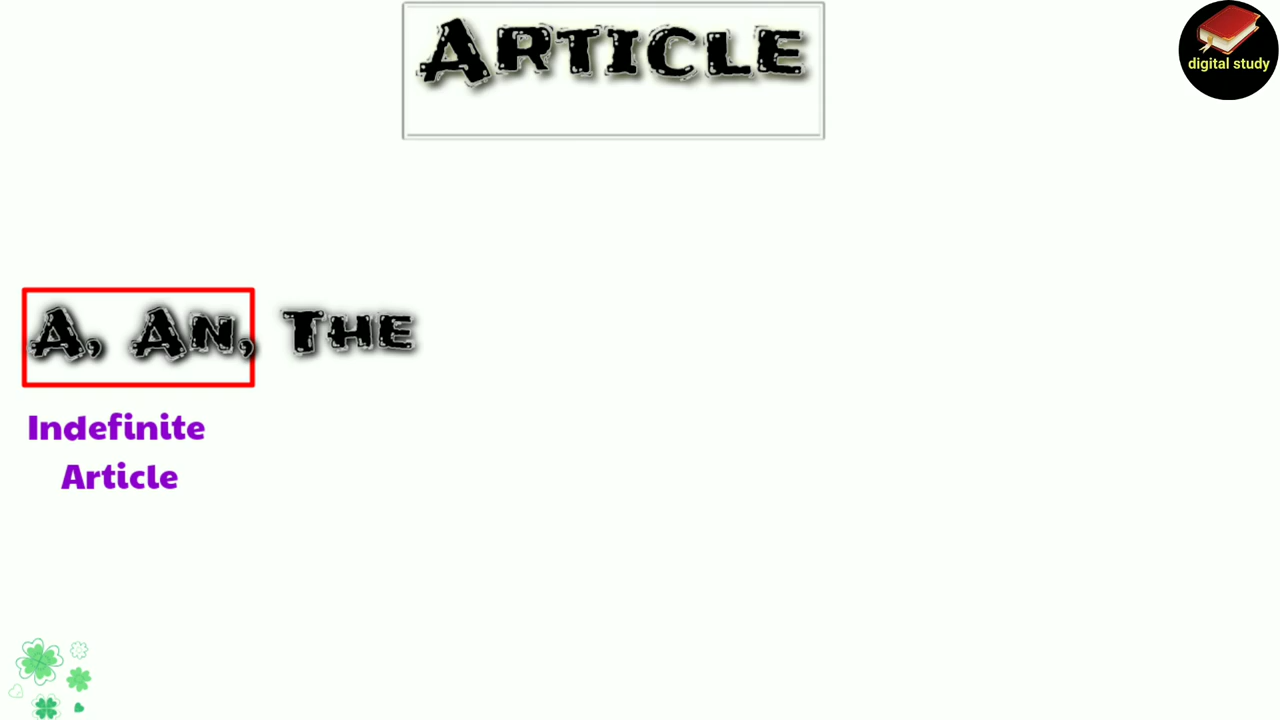 Article
digital study
A, An, The
Indefinite
Article